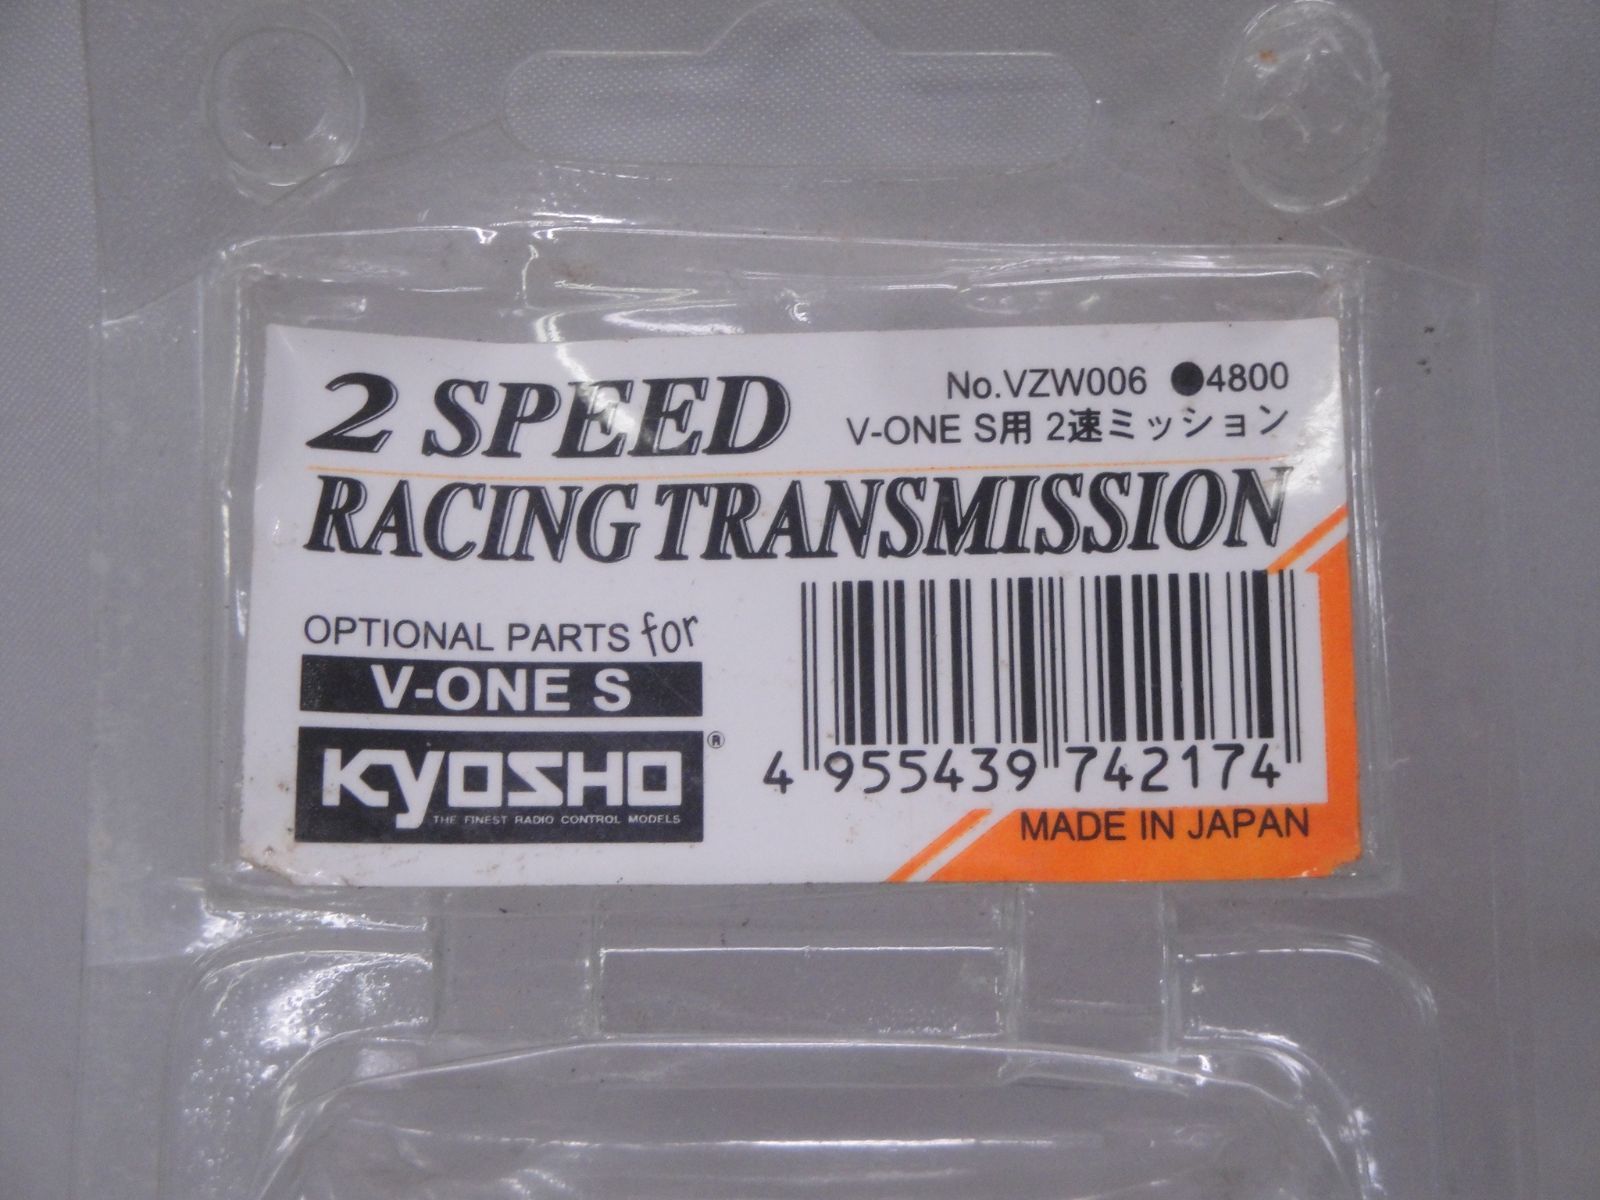 2 SPEED
No.VZW006 ●4800
V-ONE S用 2速ミッション
RACING TRANSMISSION
OPTIONAL PARTS for
V-ONE S
KYOSHO®
THE FINEST RADIO CONTROL MODELS
4 955439 742174
MADE IN JAPAN